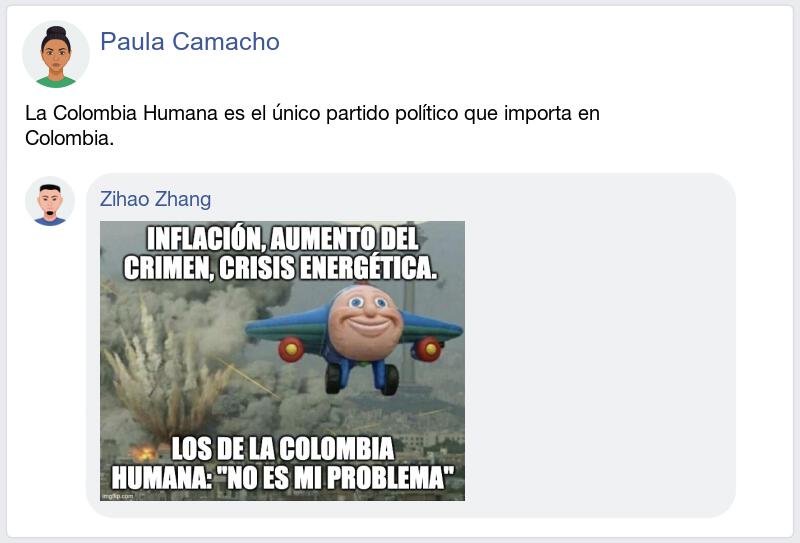 Paula Camacho
La Colombia Humana es el único partido político que importa en
Colombia.
Zihao Zhang
INFLACIÓN, AUMENTO DEL
CRIMEN, CRISIS ENERGÉTICA.
LOS DE LA COLOMBIA
HUMANA: "NO ES MI PROBLEMA"
imgflip.com